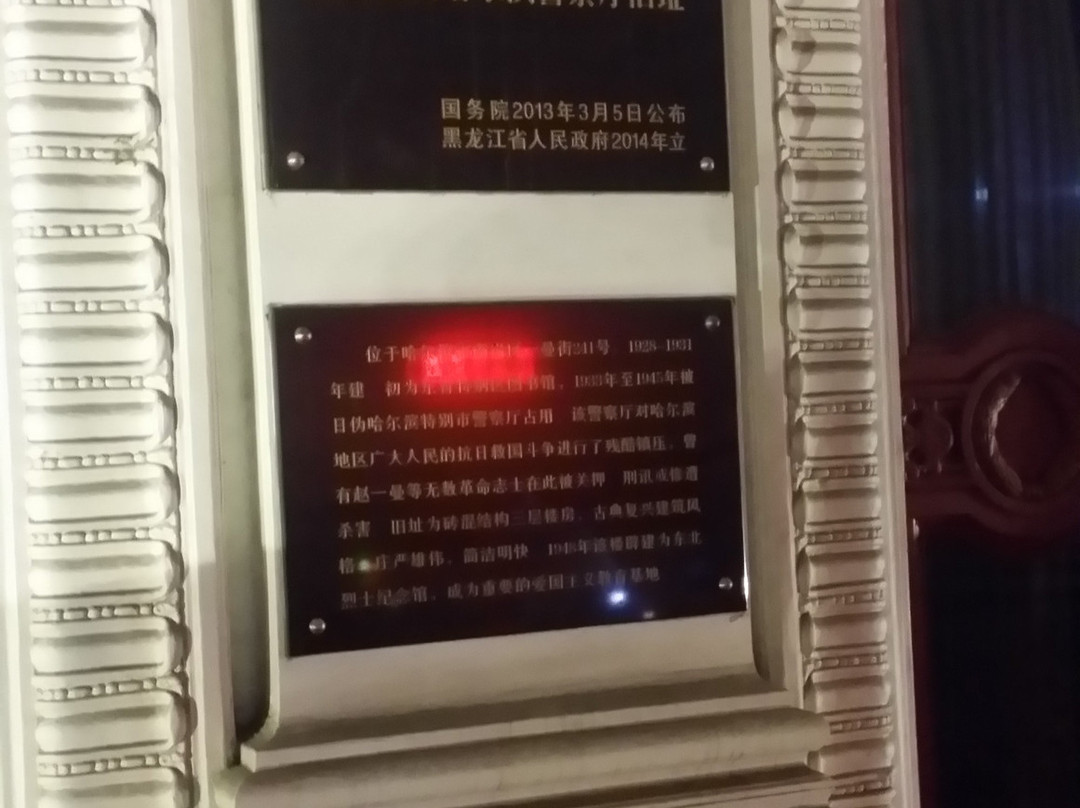 警察厅旧址
国务院2013年3月5日公布
黑龙江省人民政府2014年立
位于哈 曼街241号 1928-1931
年建 初为 图书馆，1933年至1945年被
日伪哈尔滨特别市警察厅占用 该警察厅对哈尔滨
地区广大人民的抗日救国斗争进行了残酷镇压，曾
有赵一曼等无数革命志士在此被关押 刑讯或惨遭
杀害 旧址为砖混结构三层楼房，古典复兴建筑风
格，庄严雄伟，简洁明快 1948年该楼辟建为东北
烈士纪念馆，成为重要的爱国主义教育基地